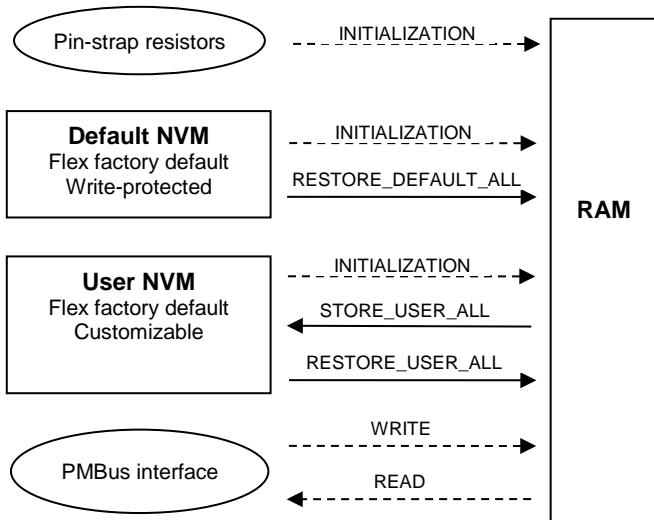 Pin-strap resistors
INITIALIZATION
Default NVM
Flex factory default
Write-protected
INITIALIZATION
RESTORE_DEFAULT_ALL
RAM
User NVM
Flex factory default
Customizable
INITIALIZATION
STORE_USER_ALL
RESTORE_USER_ALL
PMBus interface
WRITE
READ